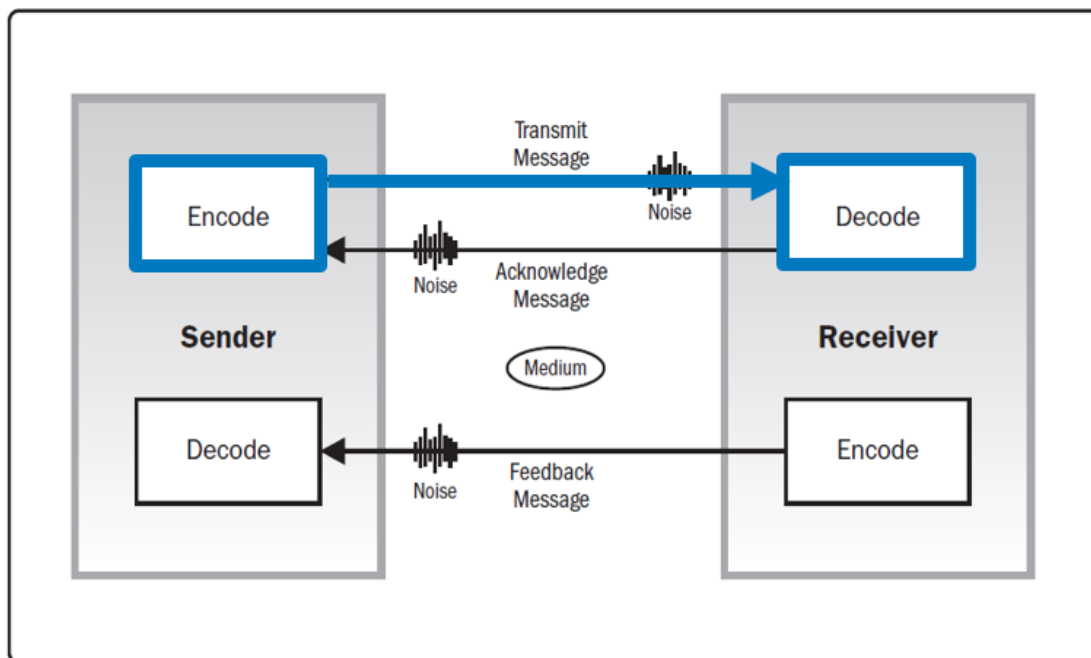 Transmit
Message
Encode
Noise
Decode
Noise
Acknowledge
Message
Sender
Receiver
Medium
Decode
Encode
Noise
Feedback
Message